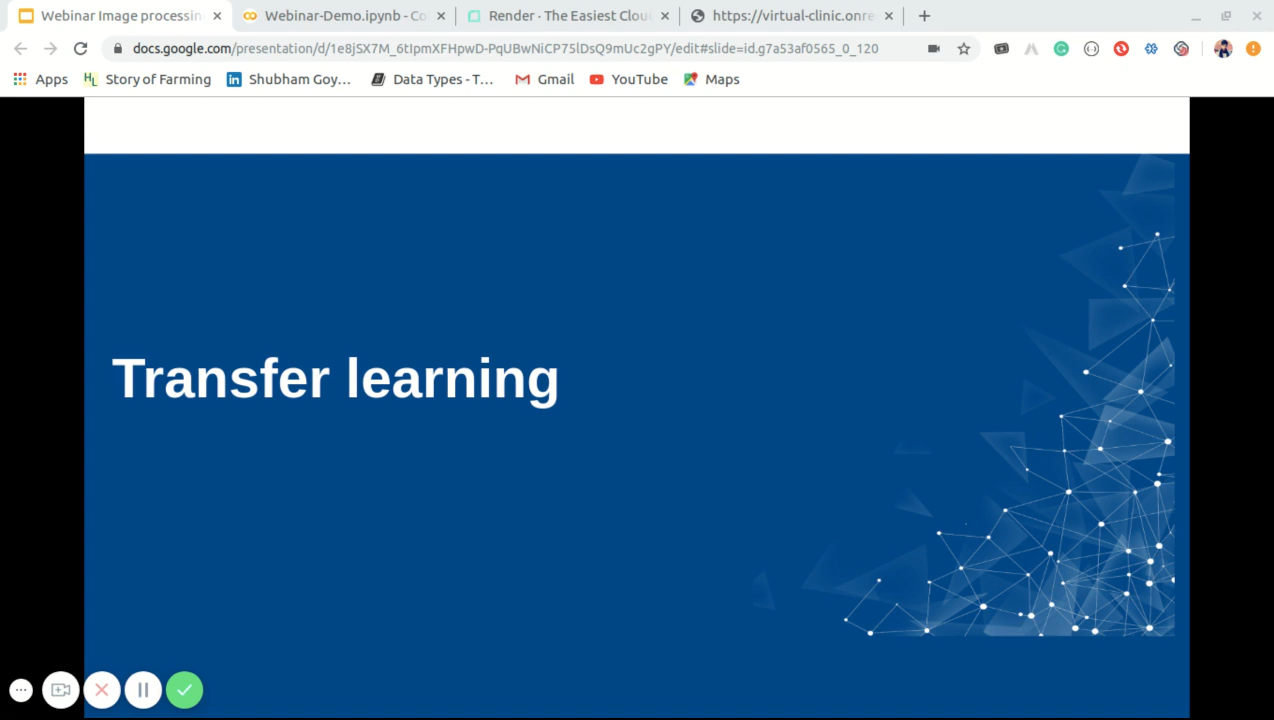 Webinar Image processin
Webinar-Demo.ipynb - Co
Render · The Easiest Clou
https://virtual-clinic.onre
docs.google.com/presentation/d/1e8jSX7M_6tIpmXFHpwD-PqUBwNiCP75lDsQ9mUc2gPY/edit#slide=id.g7a53af0565_0_120
Apps
HL Story of Farming
in Shubham Goy...
Data Types - T...
Gmail
YouTube
Maps
Transfer learning